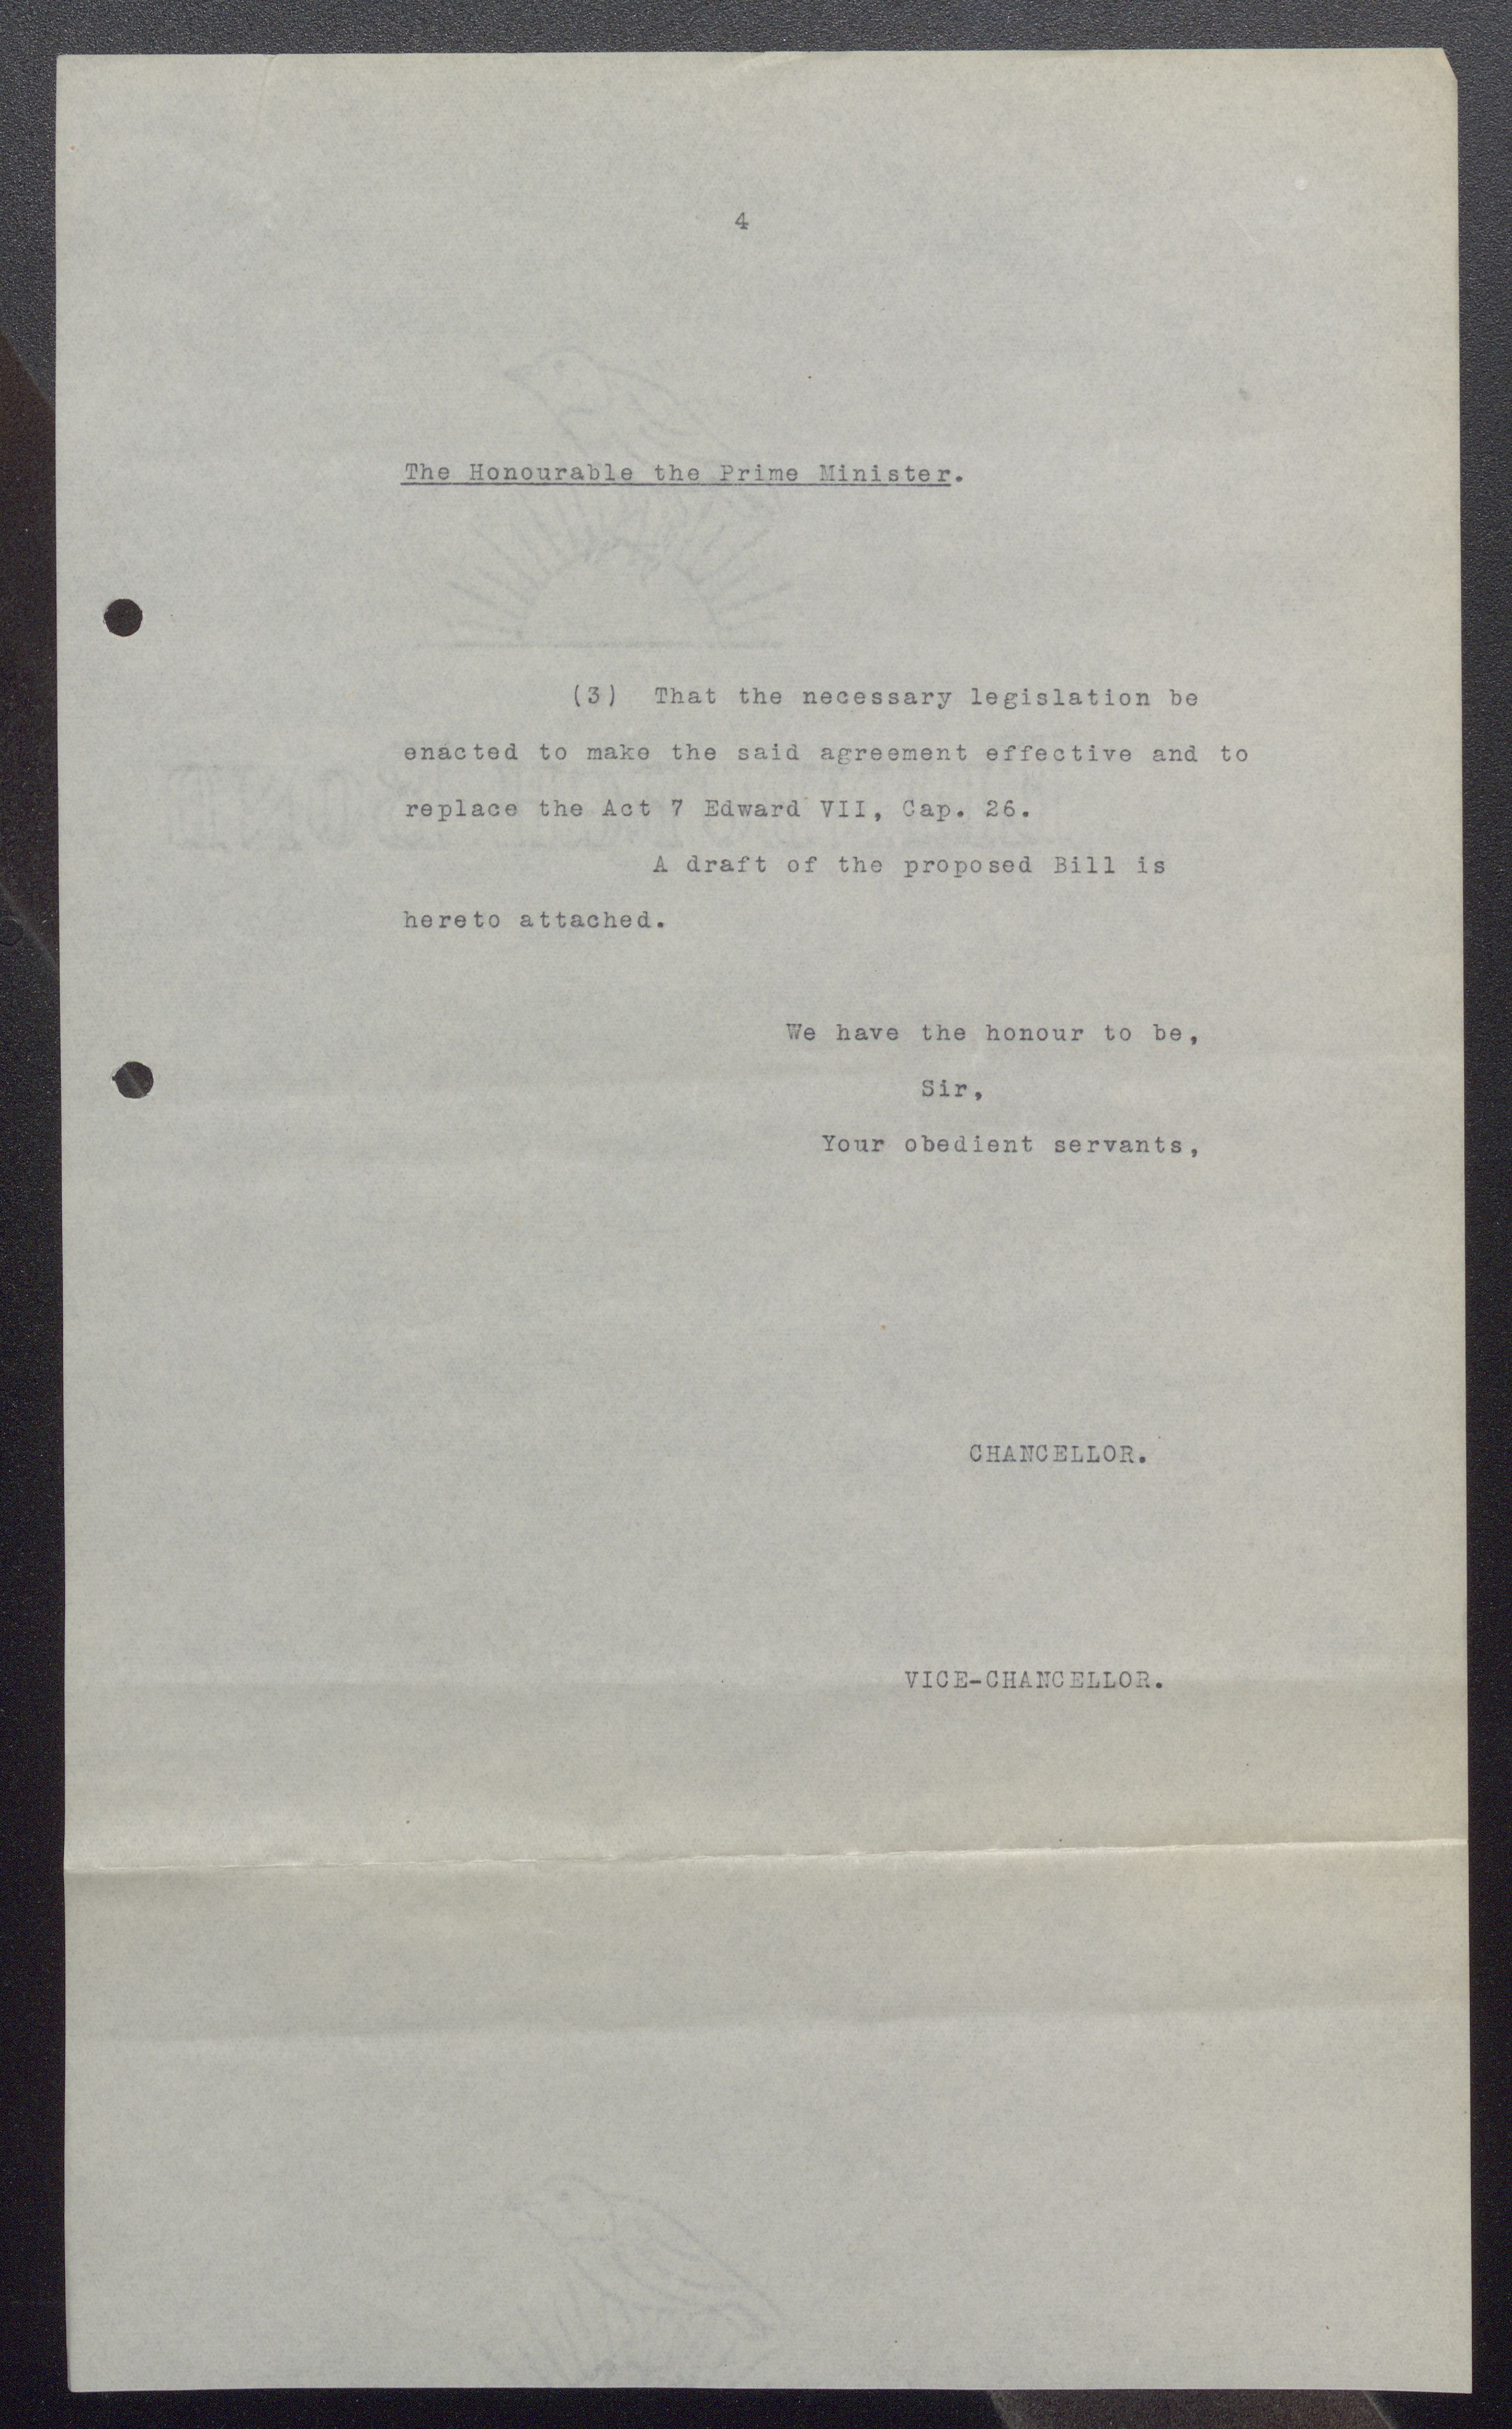 4
The Honourable the Prime Minister.
(3) That the necessary legislation be
enacted to make the said agreement effective and to
replace the Act 7 Edward VII, Cap. 26.
A draft of the proposed Bill is
hereto attached.
We have the honour to be,
Sir,
Your obedient servants,
CHANCELLOR.
VICE-CHANCELLOR.